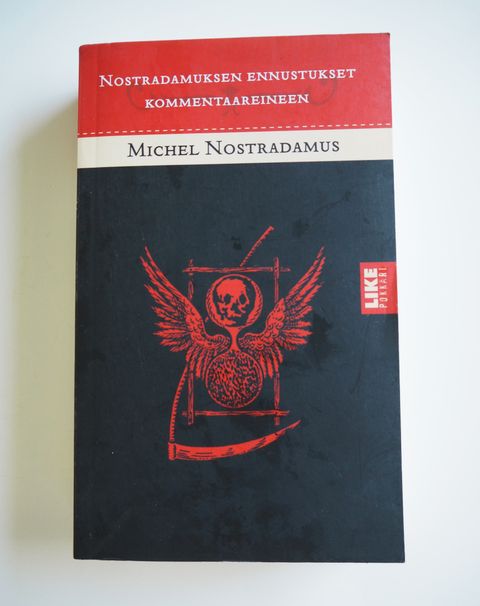 Nostradamuksen ennustukset
kommentaareineen
Michel Nostradamus
LIKE
POKKARI